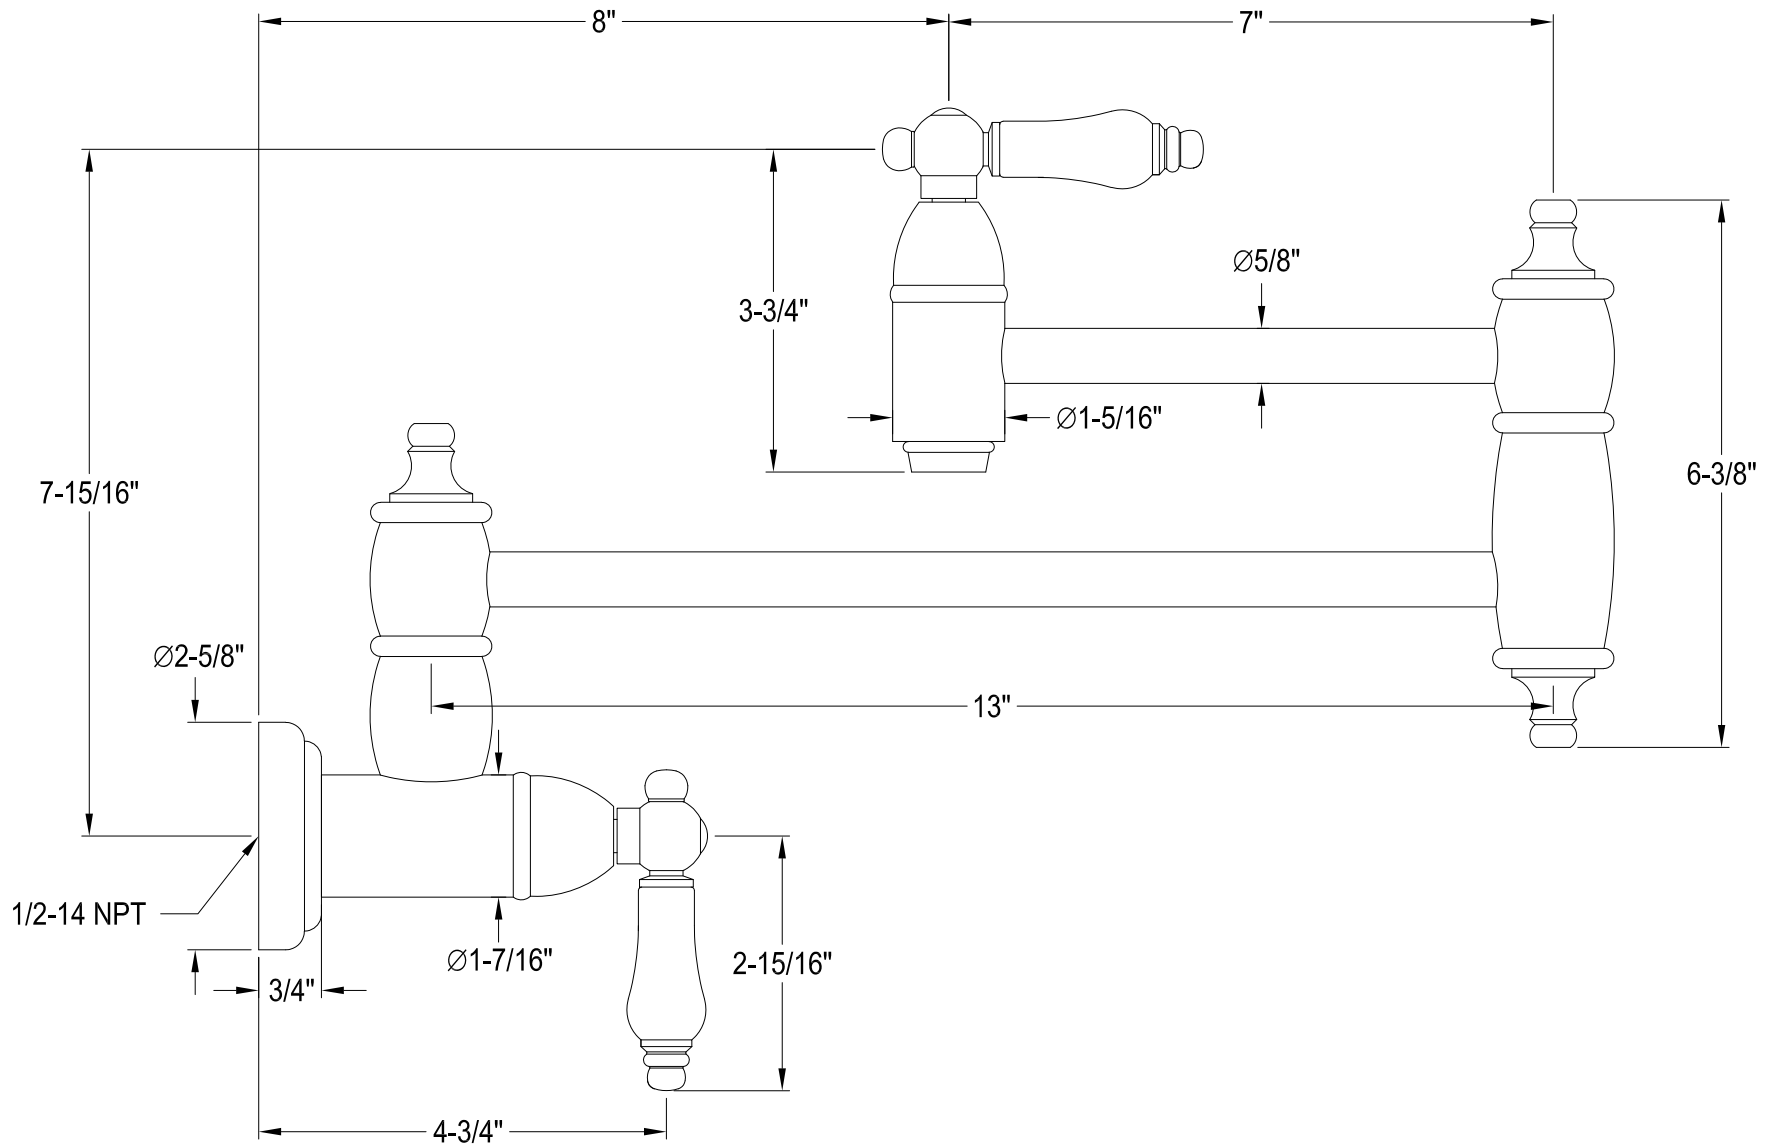 8"
7"
Ø5/8"
3-3/4"
Ø1-5/16"
6-3/8"
7-15/16"
Ø2-5/8"
13"
1/2-14 NPT
Ø1-7/16"
2-15/16"
3/4"
4-3/4"